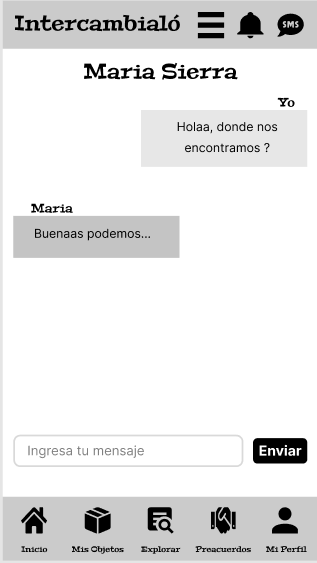 Intercambialó
SMS
Maria Sierra
Yo
Holaa, donde nos
encontramos ?
Maria
Buenaas podemos...
Ingresa tu mensaje
Enviar
Inicio
Mis Objetos
Explorar
Preacuerdos
Mi Perfil